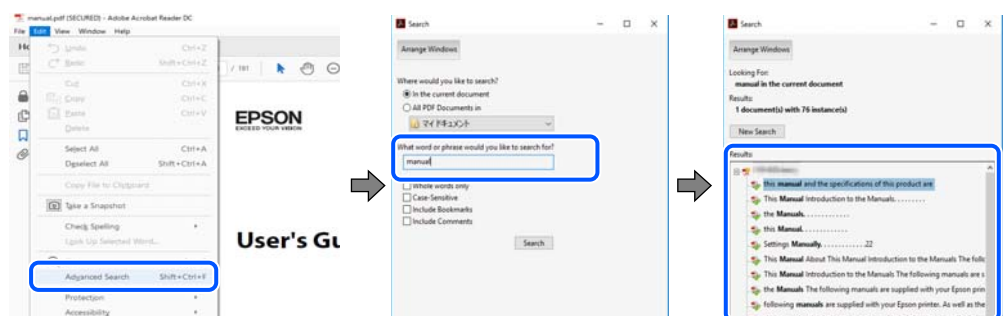 manual.pdf (SECURED) - Adobe Acrobat Reader DC
File Edit View Window Help
Undo Ctrl+Z
Redo Shift+Ctrl+Z
Cut Ctrl+X
Copy Ctrl+C
Paste Ctrl+V
Delete
Select All Ctrl+A
Deselect All Shift+Ctrl+A
Copy File to Clipboard
Take a Snapshot
Check Spelling
Look Up Selected Word...
Advanced Search Shift+Ctrl+F
Protection
Accessibility
/ 181
EPSON
EXCEED YOUR VISION
User's Gu
Search
Arrange Windows
Where would you like to search?
In the current document
All PDF Documents in
マイ ドキュメント
What word or phrase would you like to search for?
manual
Whole words only
Case-Sensitive
Include Bookmarks
Include Comments
Search
Search
Arrange Windows
Looking For:
manual in the current document
Results:
1 document(s) with 76 instance(s)
New Search
Results:
this manual and the specifications of this product are
This Manual Introduction to the Manuals. . . . . . . . .
the Manuals. . . . . . . . . . . .
this Manual. . . . . . . . . . . .
Settings Manually. . . . . . . . . . . . 22
This Manual About This Manual Introduction to the Manuals The follo
This Manual Introduction to the Manuals The following manuals are s
the Manuals The following manuals are supplied with your Epson prin
following manuals are supplied with your Epson printer. As well as the